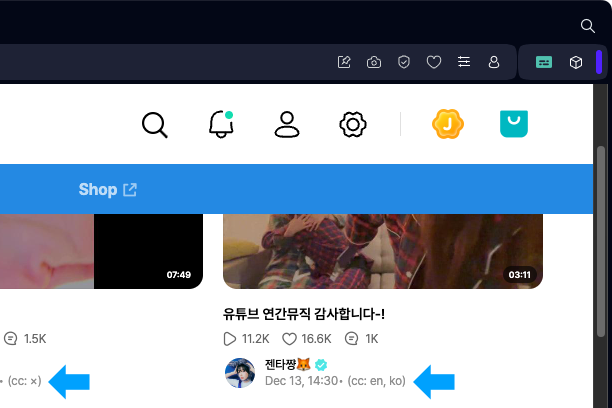 J
Shop
07:49
03:11
1.5K
• (cc: ×)
유튜브 연간뮤직 감사합니다-!
11.2K 16.6K 1K
젠타쨩🦊
Dec 13, 14:30• (cc: en, ko)